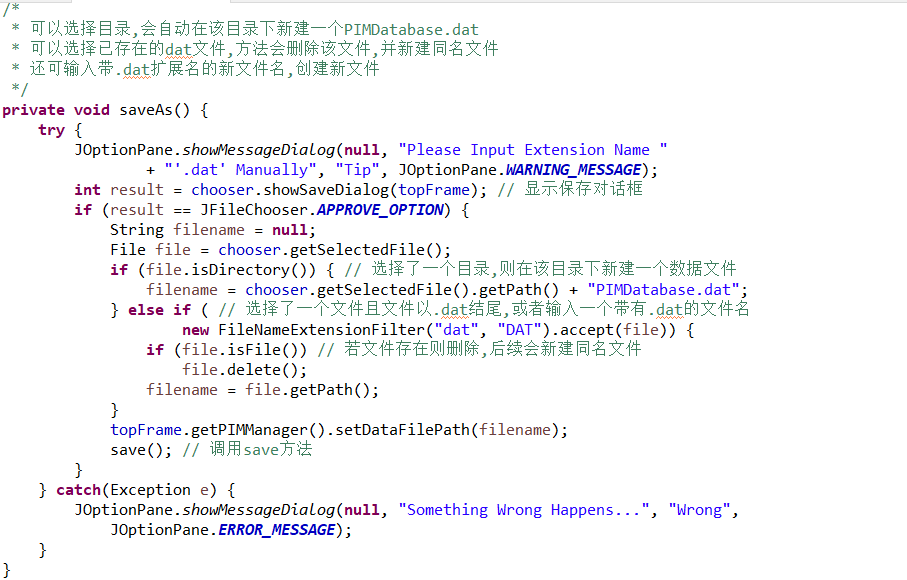 /*
 * 可以选择目录,会自动在该目录下新建一个PIMDatabase.dat
 * 可以选择已存在的dat文件,方法会删除该文件,并新建同名文件
 * 还可输入带.dat扩展名的新文件名,创建新文件
 */
private void saveAs() {
    try {
        JOptionPane.showMessageDialog(null, "Please Input Extension Name "
                + "'.dat' Manually", "Tip", JOptionPane.WARNING_MESSAGE);
        int result = chooser.showSaveDialog(topFrame); // 显示保存对话框
        if (result == JFileChooser.APPROVE_OPTION) {
            String filename = null;
            File file = chooser.getSelectedFile();
            if (file.isDirectory()) { // 选择了一个目录,则在该目录下新建一个数据文件
                filename = chooser.getSelectedFile().getPath() + "PIMDatabase.dat";
            } else if ( // 选择了一个文件且文件以.dat结尾,或者输入一个带有.dat的文件名
                    new FileNameExtensionFilter("dat", "DAT").accept(file)) {
                if (file.isFile()) // 若文件存在则删除,后续会新建同名文件
                    file.delete();
                filename = file.getPath();
            }
            topFrame.getPIMManager().setDataFilePath(filename);
            save(); // 调用save方法
        }
    } catch(Exception e) {
        JOptionPane.showMessageDialog(null, "Something Wrong Happens...", "Wrong",
            JOptionPane.ERROR_MESSAGE);
    }
}